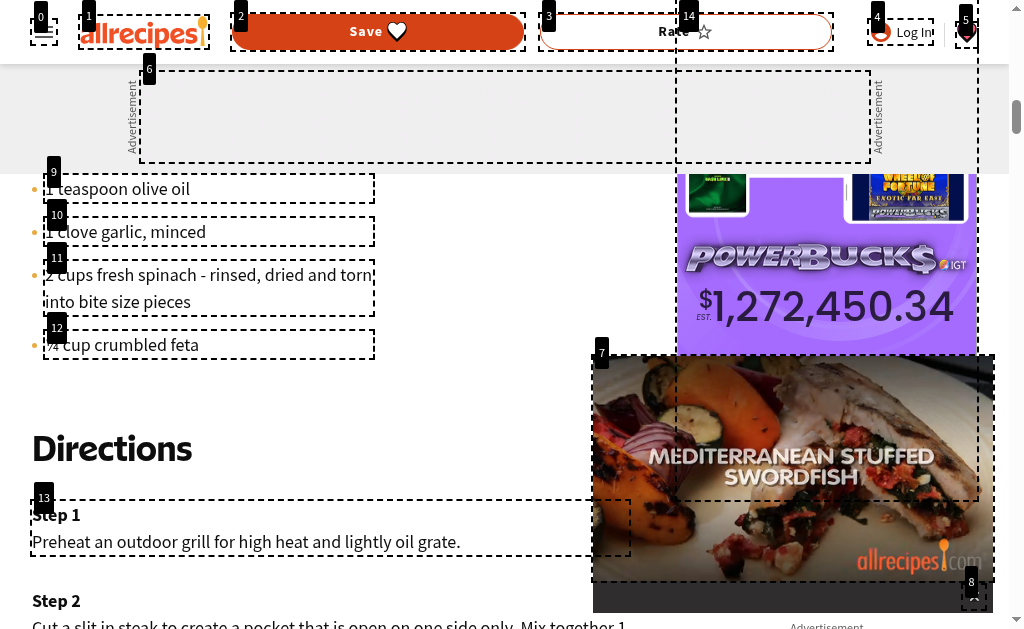 0
1
2
3
14
4
5
allrecipes
Save
Rate
Log In
6
Advertisement
Advertisement
9
1 teaspoon olive oil
10
1 clove garlic, minced
11
2 cups fresh spinach - rinsed, dried and torn
into bite size pieces
12
¼ cup crumbled feta
WHEEL OF
FORTUNE
EXOTIC FAR EAST
POWERBUCKS
POWERBUCK$
IGT
EST.
$1,272,450.34
7
MEDITERRANEAN STUFFED
SWORDFISH
allrecipes.com
8
Directions
13
Step 1
Preheat an outdoor grill for high heat and lightly oil grate.
Step 2
Cut a slit in steak to create a pocket that is open on one side only. Mix together 1
Advertisement